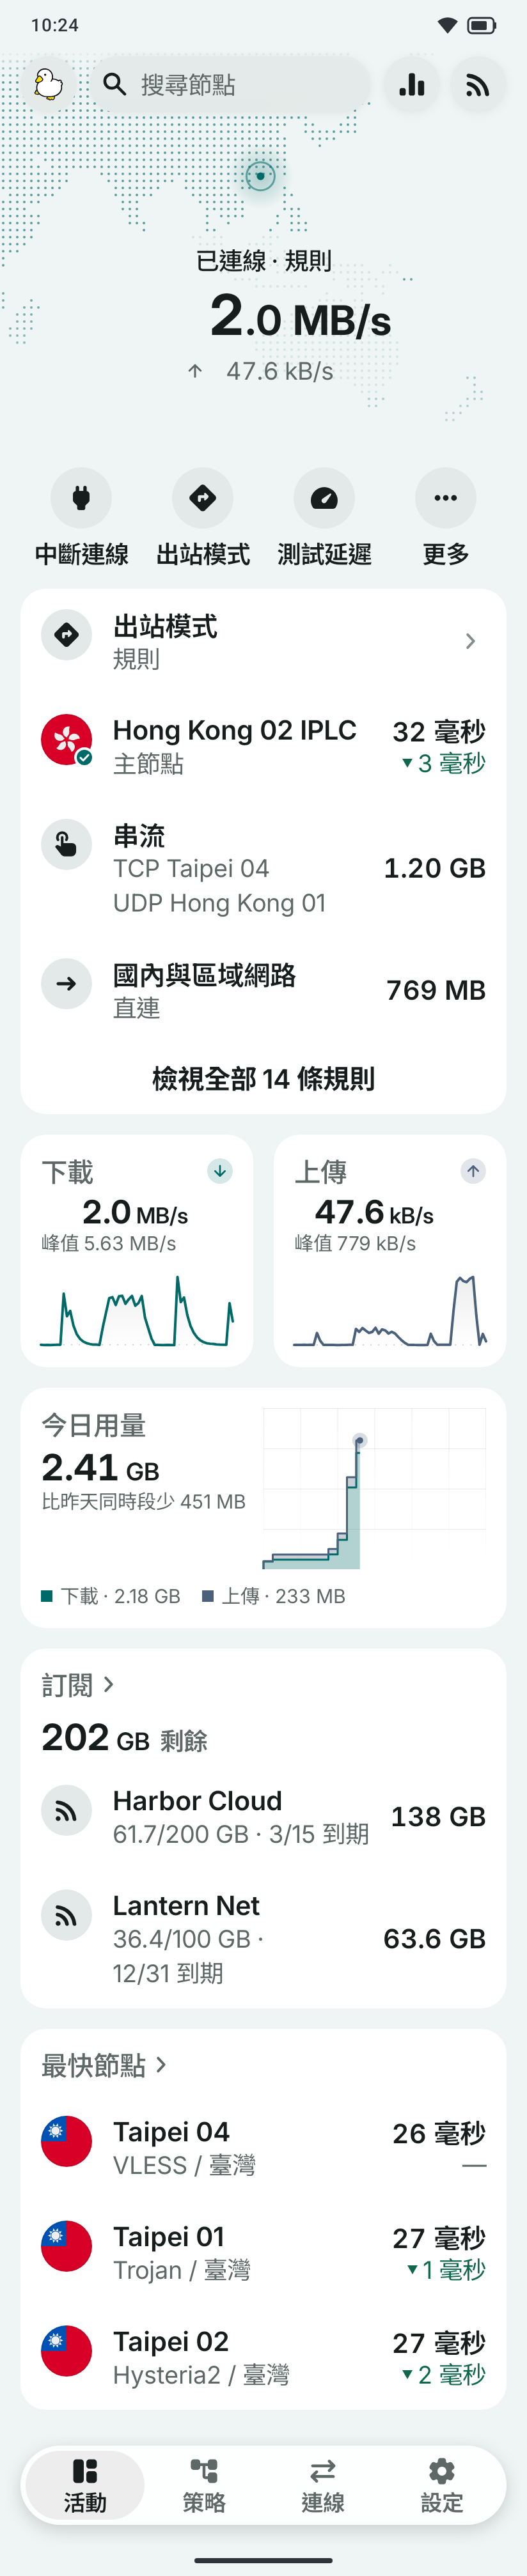 10:24
搜尋節點
已連線 · 規則
2.0 MB/s
↑ 47.6 kB/s
中斷連線 出站模式 測試延遲 更多
出站模式
規則
Hong Kong 02 IPLC 32 毫秒
主節點 ▼3 毫秒
串流
TCP Taipei 04 1.20 GB
UDP Hong Kong 01
國內與區域網路 769 MB
直連
檢視全部 14 條規則
下載
2.0 MB/s
峰值 5.63 MB/s
上傳
47.6 kB/s
峰值 779 kB/s
今日用量
2.41 GB
比昨天同時段少 451 MB
下載 · 2.18 GB 上傳 · 233 MB
訂閱
202 GB 剩餘
Harbor Cloud 138 GB
61.7/200 GB · 3/15 到期
Lantern Net
36.4/100 GB · 63.6 GB
12/31 到期
最快節點
Taipei 04 26 毫秒
VLESS / 臺灣 —
Taipei 01 27 毫秒
Trojan / 臺灣 ▼1 毫秒
Taipei 02 27 毫秒
Hysteria2 / 臺灣 ▼2 毫秒
活動 策略 連線 設定